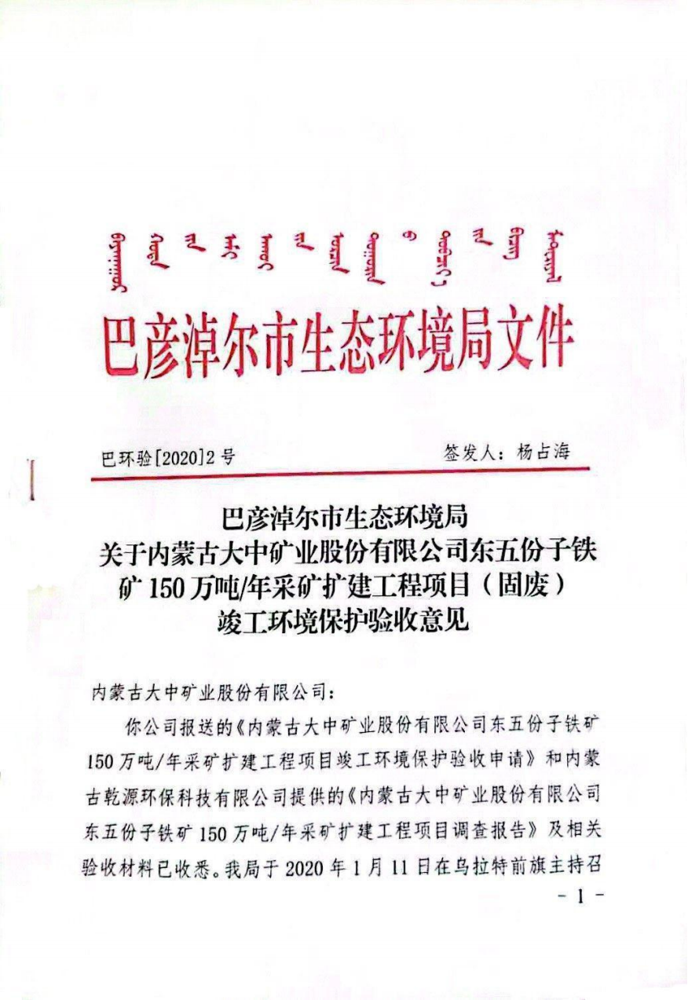 巴彦淖尔市生态环境局文件
巴环验[2020]2号 签发人：杨占海
巴彦淖尔市生态环境局
关于内蒙古大中矿业股份有限公司东五份子铁
矿150万吨/年采矿扩建工程项目（固废）
竣工环境保护验收意见
内蒙古大中矿业股份有限公司：
你公司报送的《内蒙古大中矿业股份有限公司东五份子铁矿
150万吨/年采矿扩建工程项目竣工环境保护验收申请》和内蒙
古乾源环保科技有限公司提供的《内蒙古大中矿业股份有限公司
东五份子铁矿150万吨/年采矿扩建工程项目调查报告》及相关
验收材料已收悉。我局于2020年1月11日在乌拉特前旗主持召
- 1 -